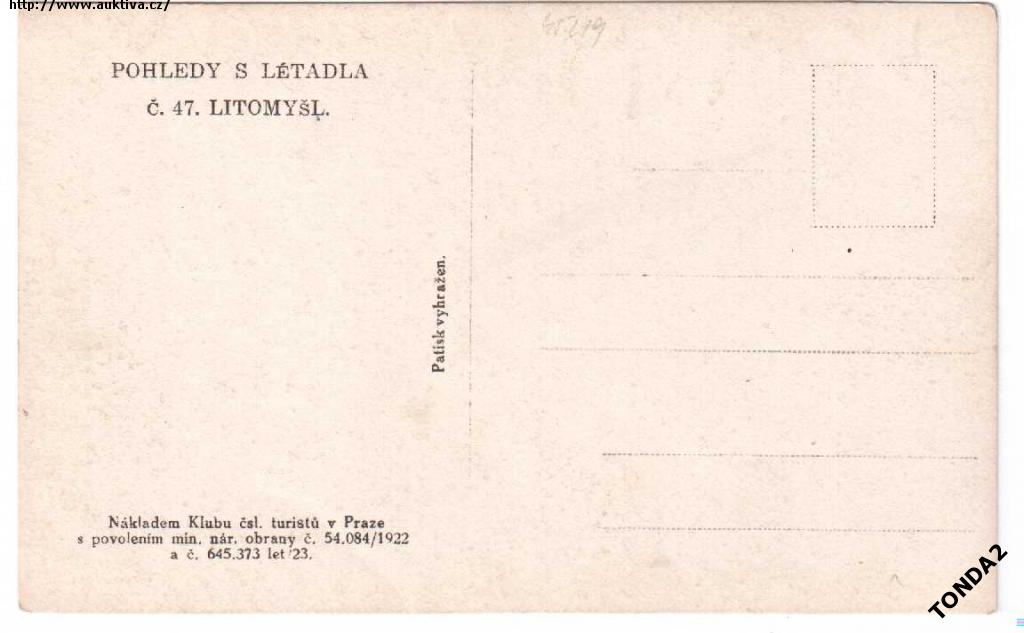 http://www.auktiva.cz/
POHLEDY S LÉTADLA
Č. 47. LITOMYŠL.
Patisk vyhražen.
Nákladem Klubu čsl. turistů v Praze
s povolením min. nár. obrany č. 54.084/1922
a č. 645.373 let '23.
TONDA2